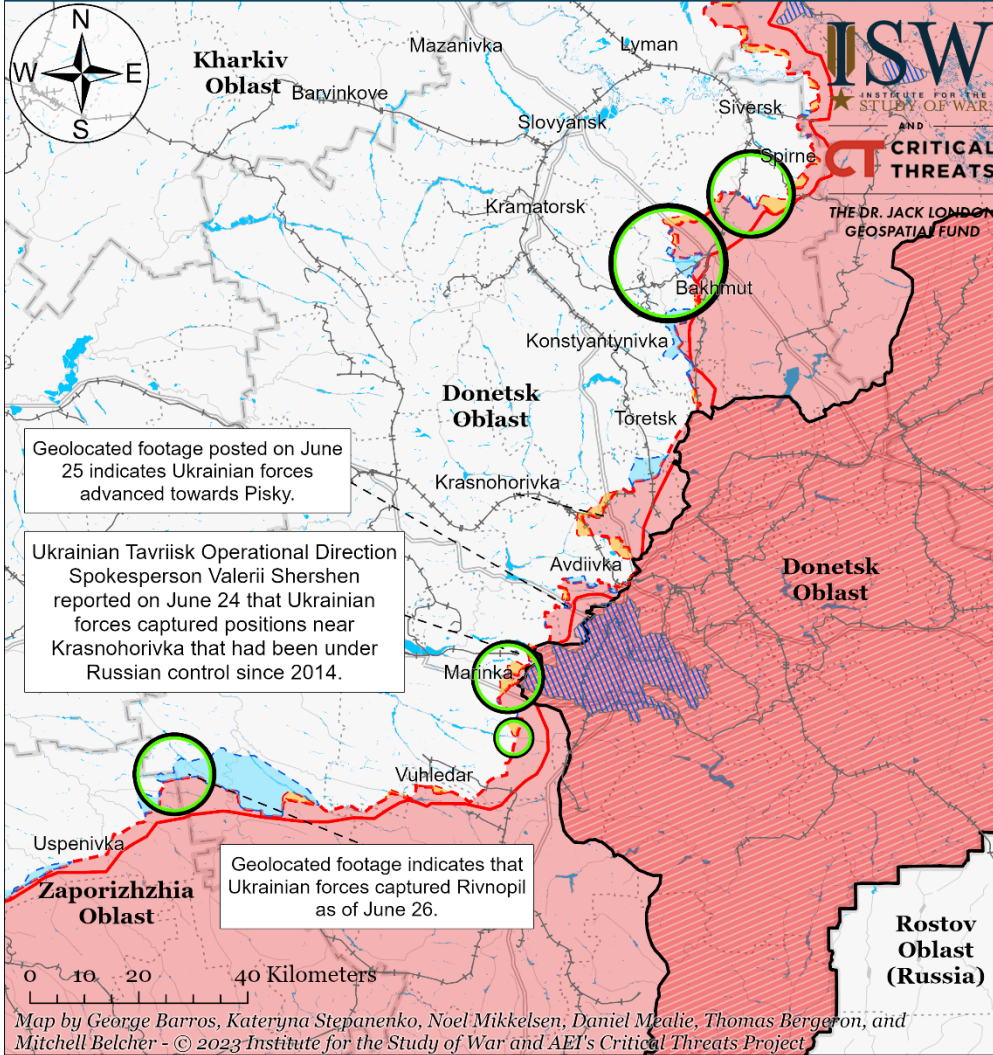 N
W
E
S
Kharkiv
Oblast
Mazanivka
Lyman
Barvinkove
Slovyansk
Siversk
ISW
INSTITUTE FOR THE
STUDY OF WAR
AND
CT CRITICAL
THREATS
THE DR. JACK LONDON
GEOSPATIAL FUND
Spirne
Kramatorsk
Bakhmut
Konstyantynivka
Donetsk
Oblast
Toretsk
Geolocated footage posted on June
25 indicates Ukrainian forces
advanced towards Pisky.
Krasnohorivka
Ukrainian Tavriisk Operational Direction
Spokesperson Valerii Shershen
reported on June 24 that Ukrainian
forces captured positions near
Krasnohorivka that had been under
Russian control since 2014.
Avdiivka
Donetsk
Oblast
Marinka
Vuhledar
Uspenivka
Geolocated footage indicates that
Ukrainian forces captured Rivnopil
as of June 26.
Zaporizhzhia
Oblast
Rostov
Oblast
(Russia)
0 10 20 40 Kilometers
Map by George Barros, Kateryna Stepanenko, Noel Mikkelsen, Daniel Mealie, Thomas Bergeron, and
Mitchell Belcher - © 2023 Institute for the Study of War and AEI's Critical Threats Project